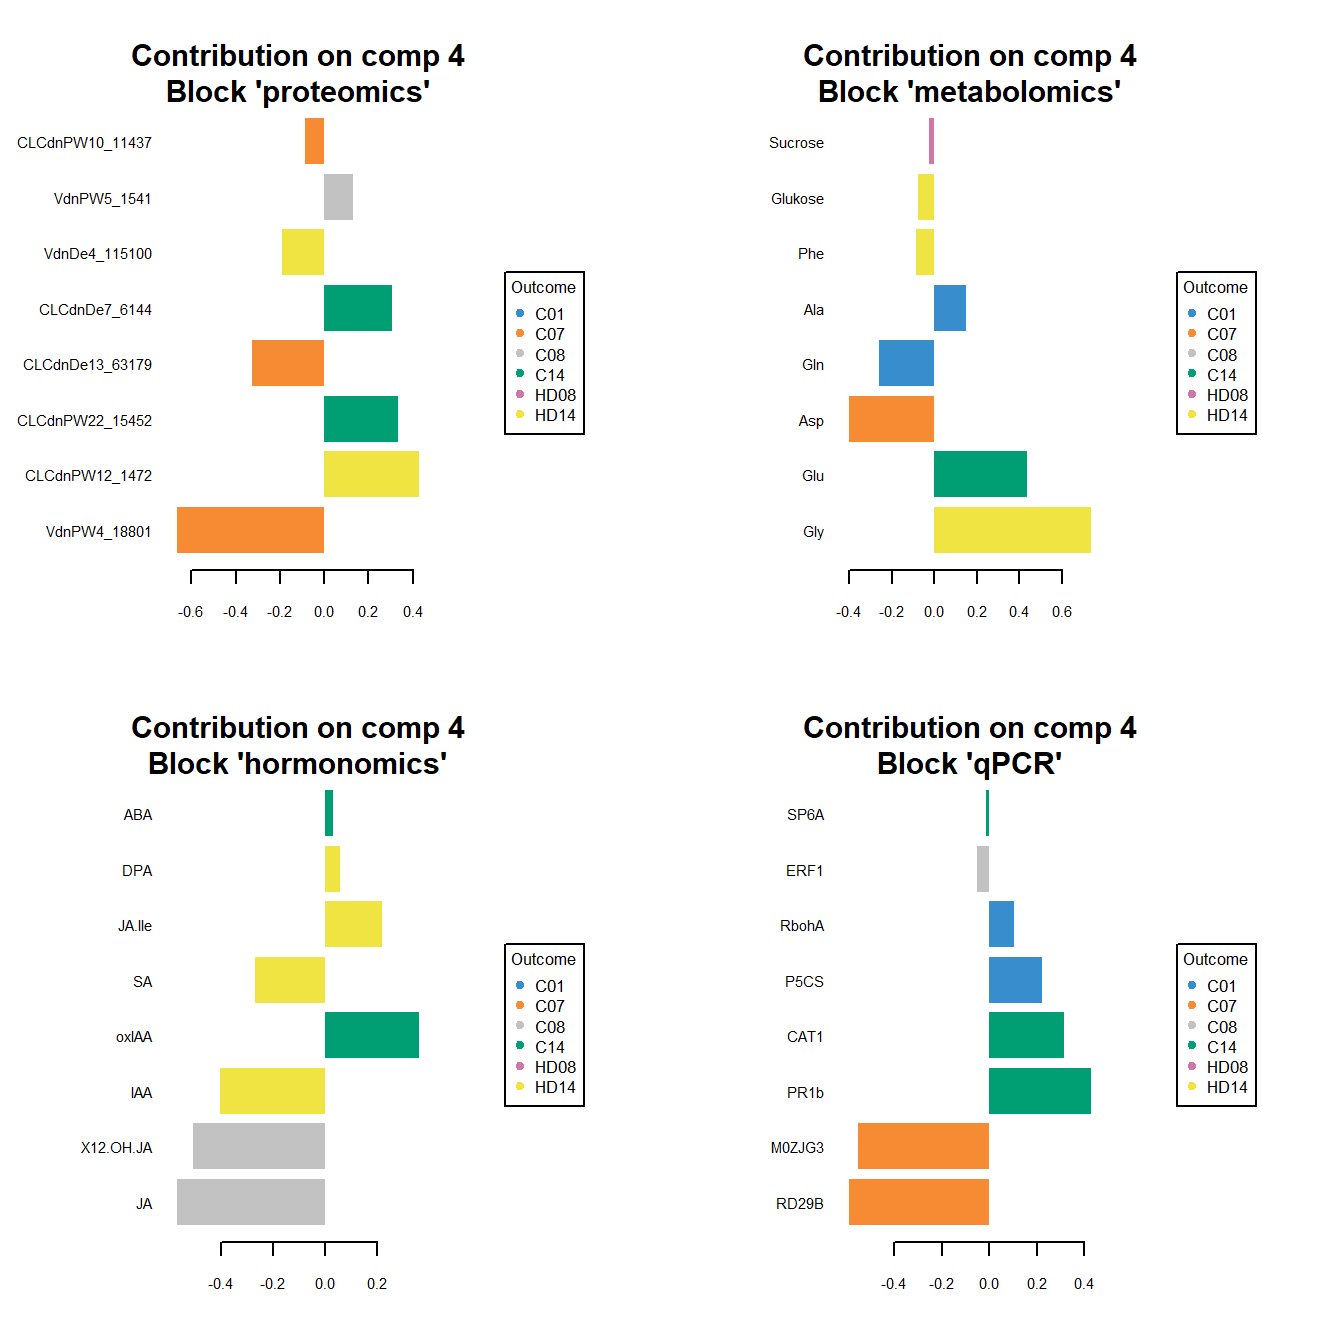 Contribution on comp 4
Block 'proteomics'
CLCdnPW10_11437
VdnPW5_1541
VdnDe4_115100
CLCdnDe7_6144
CLCdnDe13_63179
CLCdnPW22_15452
CLCdnPW12_1472
VdnPW4_18801
-0.6 -0.4 -0.2 0.0 0.2 0.4
Outcome
C01
C07
C08
C14
HD08
HD14
Contribution on comp 4
Block 'metabolomics'
Sucrose
Glukose
Phe
Ala
Gln
Asp
Glu
Gly
-0.4 -0.2 0.0 0.2 0.4 0.6
Outcome
C01
C07
C08
C14
HD08
HD14
Contribution on comp 4
Block 'hormonomics'
ABA
DPA
JA.Ile
SA
oxIAA
IAA
X12.OH.JA
JA
-0.4 -0.2 0.0 0.2
Outcome
C01
C07
C08
C14
HD08
HD14
Contribution on comp 4
Block 'qPCR'
SP6A
ERF1
RbohA
P5CS
CAT1
PR1b
M0ZJG3
RD29B
-0.4 -0.2 0.0 0.2 0.4
Outcome
C01
C07
C08
C14
HD08
HD14